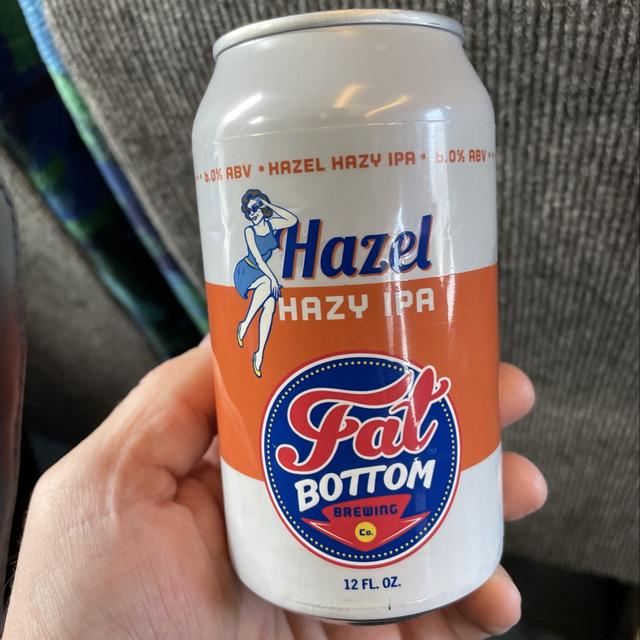 6.0% ABV • HAZEL HAZY IPA • 6.0% ABV
Hazel
HAZY IPA
Fat
BOTTOM
BREWING
Co.
12 FL. OZ.